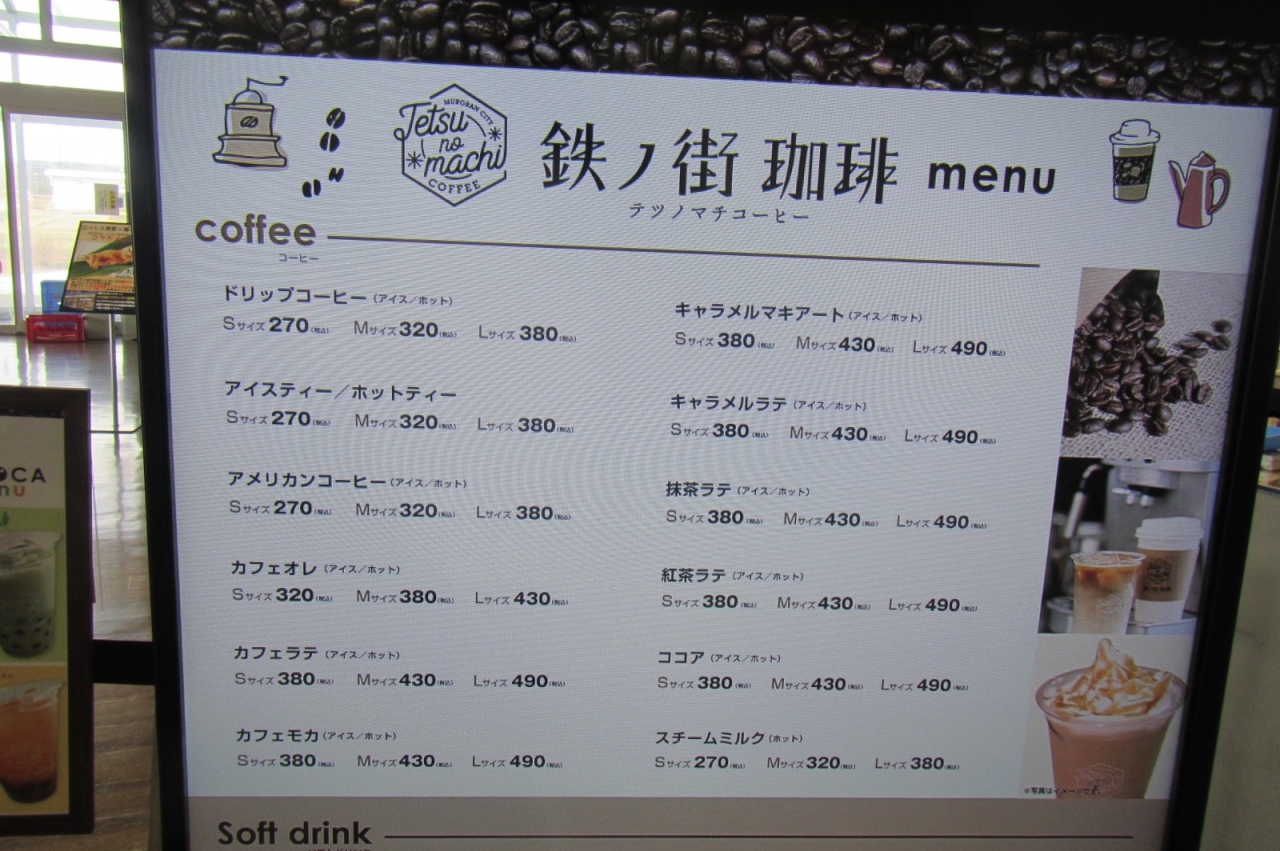 MURORAN CITY
Tetsu
no
machi
COFFEE
鉄ノ街 珈琲 menu
テツノマチコーヒー
coffee
コーヒー
ドリップコーヒー（アイス／ホット）
Sサイズ 270（税込） Mサイズ 320（税込） Lサイズ 380（税込）
アイスティー／ホットティー
Sサイズ 270（税込） Mサイズ 320（税込） Lサイズ 380（税込）
アメリカンコーヒー（アイス／ホット）
Sサイズ 270（税込） Mサイズ 320（税込） Lサイズ 380（税込）
カフェオレ（アイス／ホット）
Sサイズ 320（税込） Mサイズ 380（税込） Lサイズ 430（税込）
カフェラテ（アイス／ホット）
Sサイズ 380（税込） Mサイズ 430（税込） Lサイズ 490（税込）
カフェモカ（アイス／ホット）
Sサイズ 380（税込） Mサイズ 430（税込） Lサイズ 490（税込）
キャラメルマキアート（アイス／ホット）
Sサイズ 380（税込） Mサイズ 430（税込） Lサイズ 490（税込）
キャラメルラテ（アイス／ホット）
Sサイズ 380（税込） Mサイズ 430（税込） Lサイズ 490（税込）
抹茶ラテ（アイス／ホット）
Sサイズ 380（税込） Mサイズ 430（税込） Lサイズ 490（税込）
紅茶ラテ（アイス／ホット）
Sサイズ 380（税込） Mサイズ 430（税込） Lサイズ 490（税込）
ココア（アイス／ホット）
Sサイズ 380（税込） Mサイズ 430（税込） Lサイズ 490（税込）
スチームミルク（ホット）
Sサイズ 270（税込） Mサイズ 320（税込） Lサイズ 380（税込）
※写真はイメージです。
Soft drink